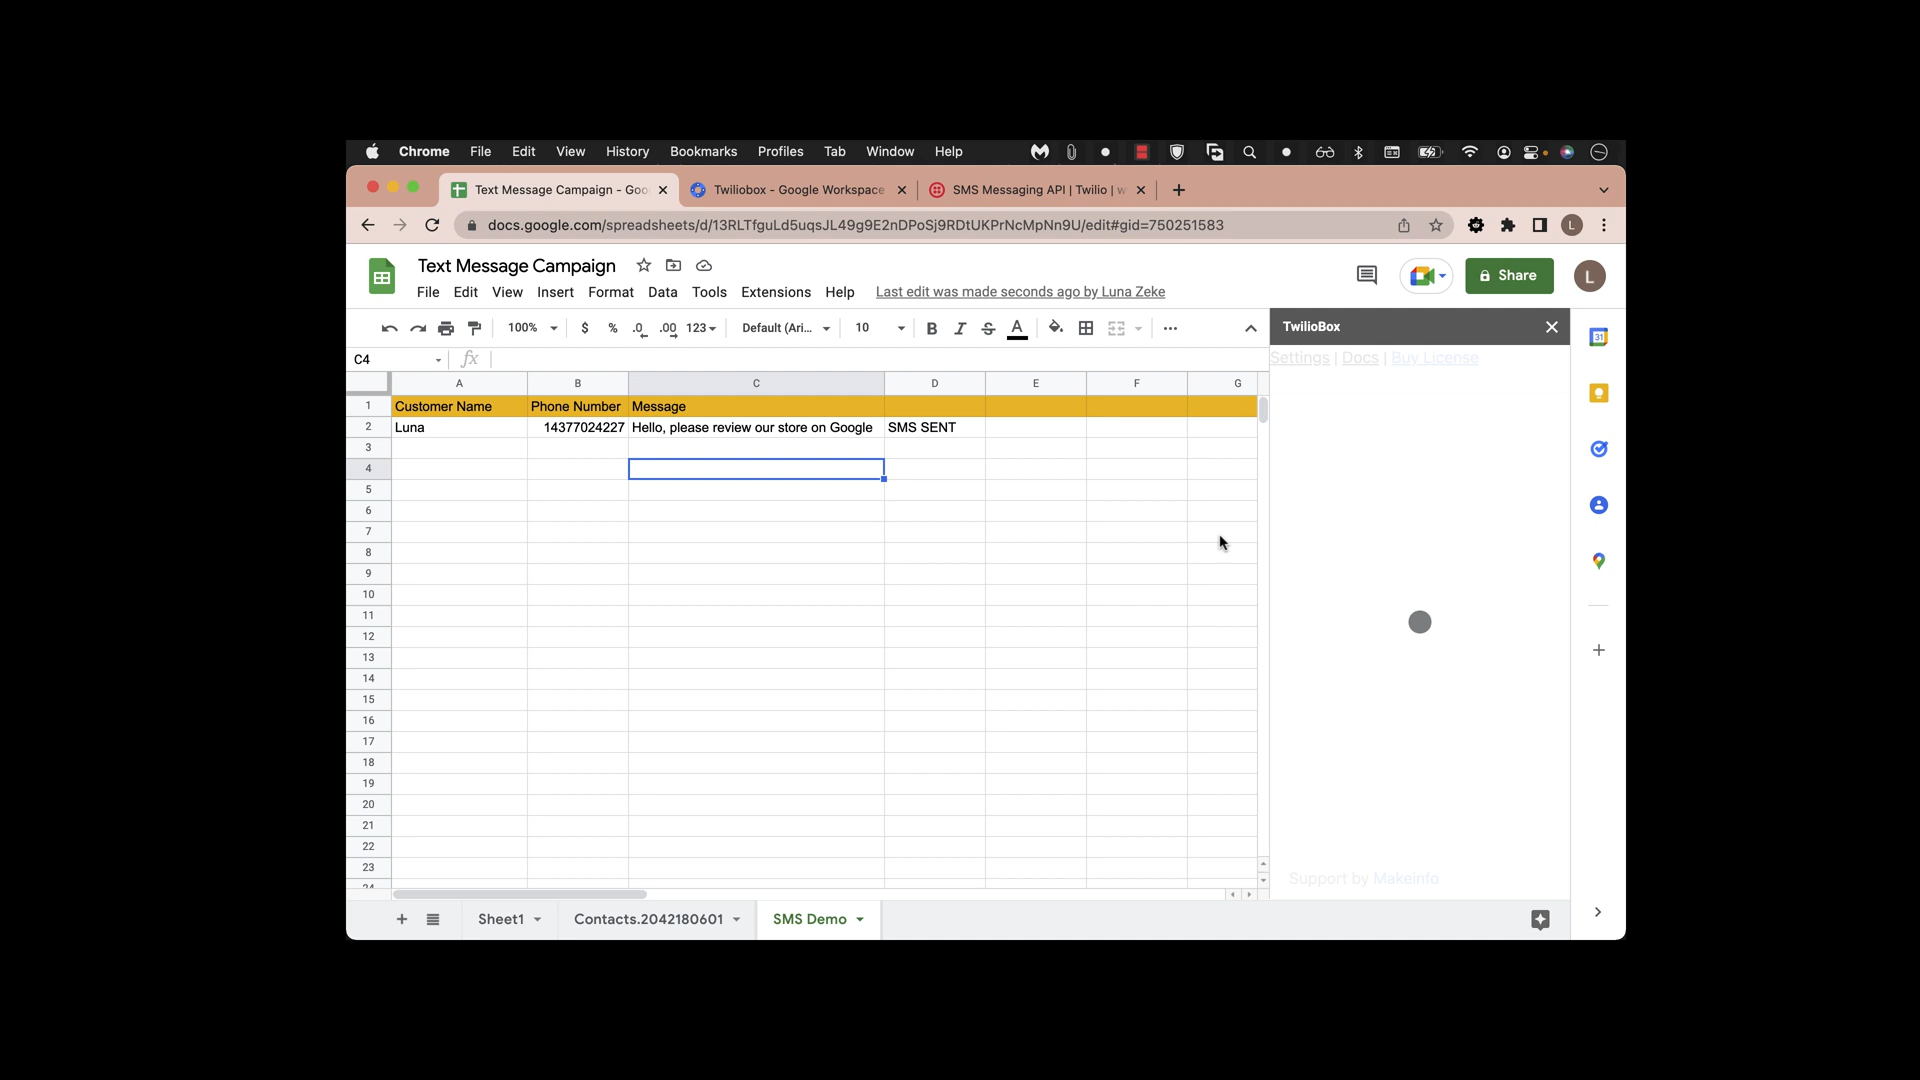 Chrome File Edit View History Bookmarks Profiles Tab Window Help
Text Message Campaign - Goo Twiliobox - Google Workspace SMS Messaging API | Twilio | w
docs.google.com/spreadsheets/d/13RLTfguLd5uqsJL49g9E2nDPoSj9RDtUKPrNcMpNn9U/edit#gid=750251583 L
Text Message Campaign
Share L
File Edit View Insert Format Data Tools Extensions Help Last edit was made seconds ago by Luna Zeke
100% $ % .0 .00 123 Default (Ari... 10 B I S A ...
TwilioBox
31
C4 fx
Settings | Docs | Buy License
A B C D E F G
1 Customer Name Phone Number Message
2 Luna 14377024227 Hello, please review our store on Google SMS SENT
3
4
5
6
7
8
9
10
11
12
13
14
15
16
17
18
19
20
21
22
23
24
Support by Makeinfo
+ Sheet1 Contacts.2042180601 SMS Demo